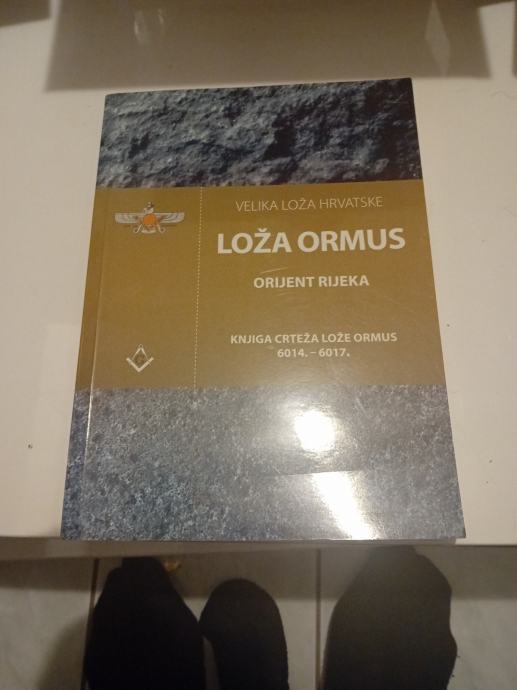 VELIKA LOŽA HRVATSKE
LOŽA ORMUS
ORIJENT RIJEKA
KNJIGA CRTEŽA LOŽE ORMUS
6014. – 6017.
G